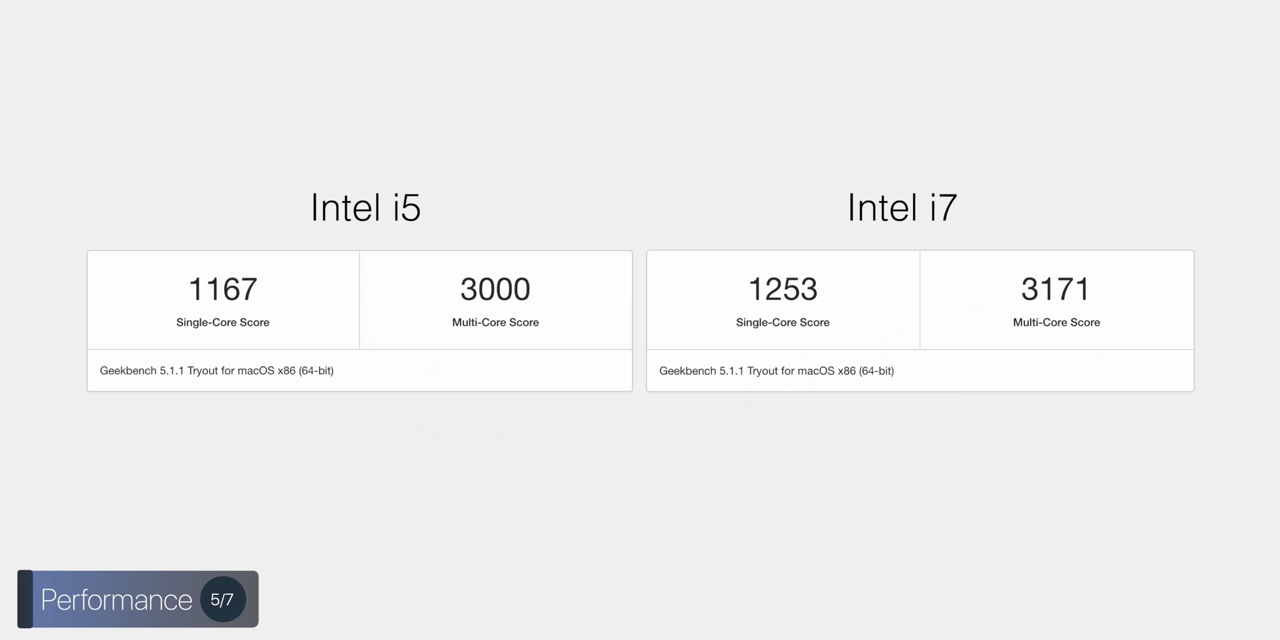 Intel i5
Intel i7
1167
Single-Core Score
3000
Multi-Core Score
Geekbench 5.1.1 Tryout for macOS x86 (64-bit)
1253
Single-Core Score
3171
Multi-Core Score
Geekbench 5.1.1 Tryout for macOS x86 (64-bit)
Performance 5/7